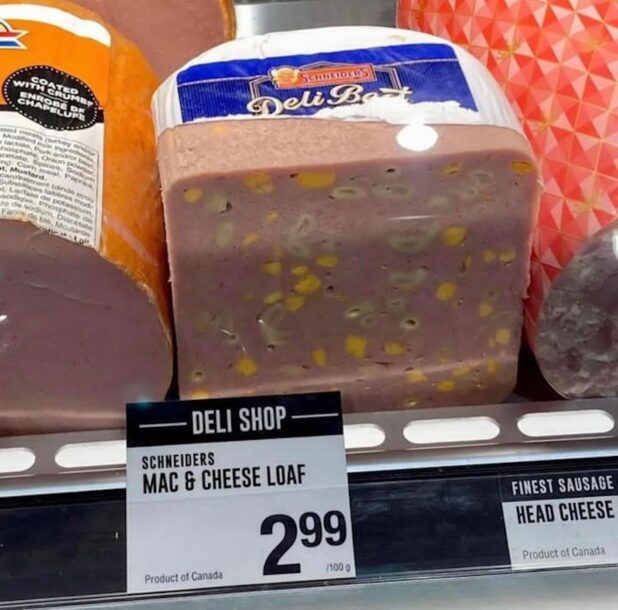 COATED
WITH CRUMBS
ENROBÉ DE
CHAPELURE
SCHNEIDERS
Deli Best
— DELI SHOP —
SCHNEIDERS
MAC & CHEESE LOAF
2.99
/100 g
Product of Canada
FINEST SAUSAGE
HEAD CHEESE
Product of Canada